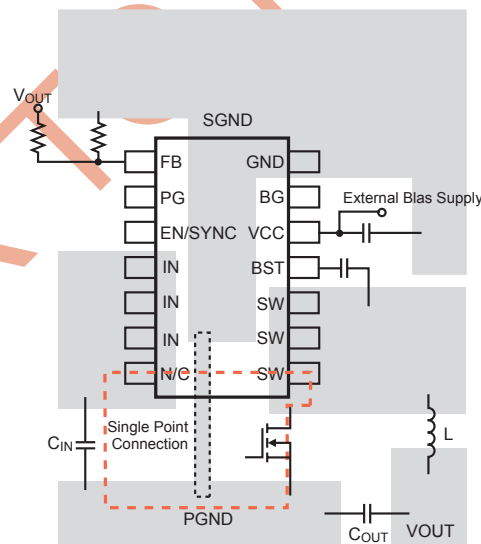 VOUT
SGND
FB
GND
PG
BG
External Blas Supply
EN/SYNC
VCC
IN
BST
IN
SW
IN
SW
N/C
SW
Single Point
Connection
CIN
L
PGND
COUT
VOUT